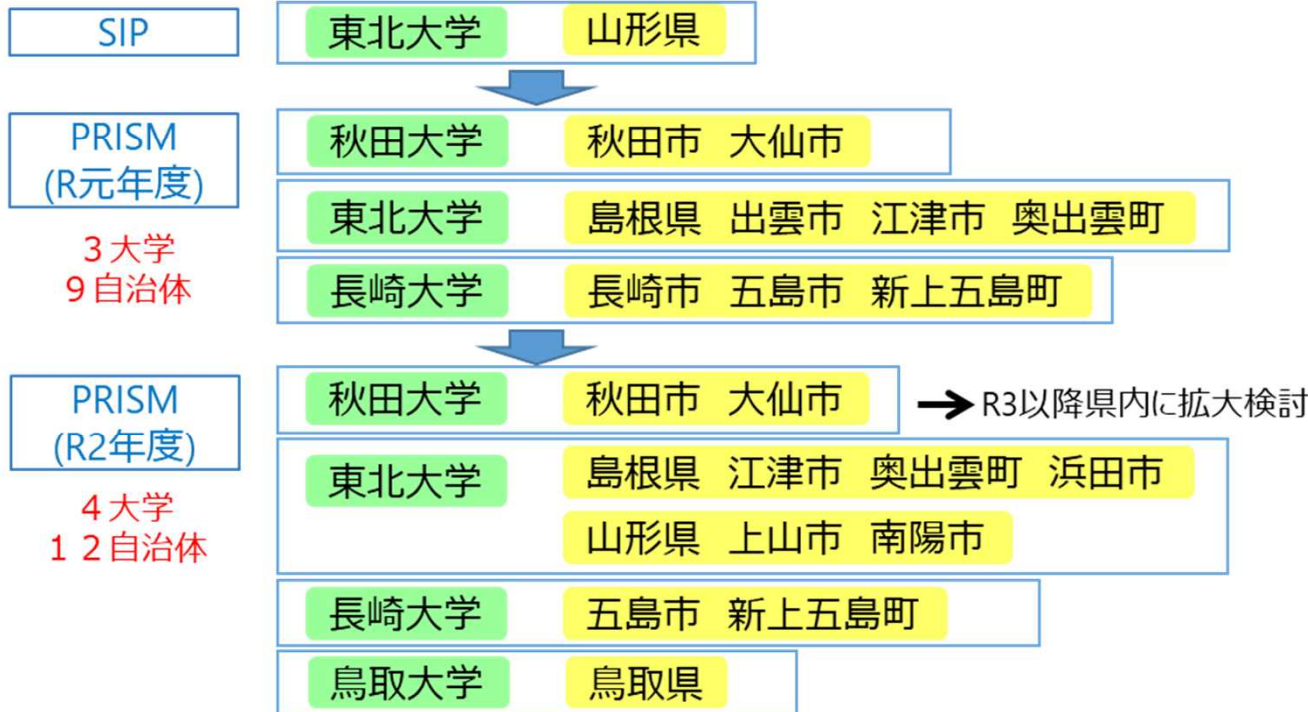 SIP
東北大学 山形県
PRISM
(R元年度)
3大学
9自治体
秋田大学 秋田市 大仙市
東北大学 島根県 出雲市 江津市 奥出雲町
長崎大学 長崎市 五島市 新上五島町
PRISM
(R2年度)
4大学
12自治体
秋田大学 秋田市 大仙市 → R3以降県内に拡大検討
東北大学 島根県 江津市 奥出雲町 浜田市
山形県 上山市 南陽市
長崎大学 五島市 新上五島町
鳥取大学 鳥取県